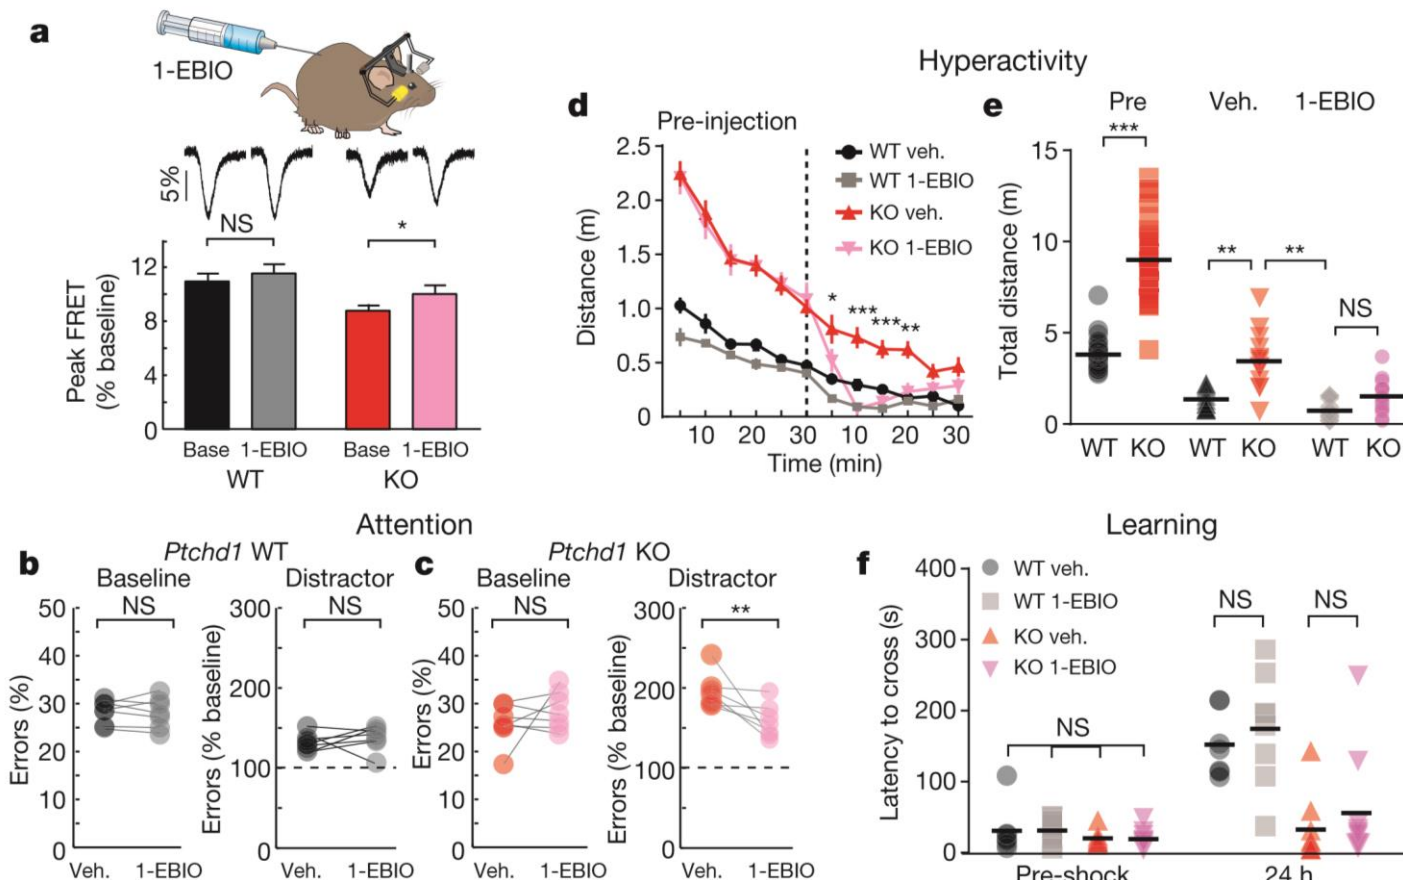 a
1-EBIO
5%
NS
*
Peak FRET
(% baseline)
12
8
4
0
Base 1-EBIO
Base 1-EBIO
WT
KO
Hyperactivity
d
Pre-injection
Distance (m)
2.5
2.0
1.5
1.0
0.5
0
WT veh.
WT 1-EBIO
KO veh.
KO 1-EBIO
*
***
***
**
10 20 30 10 20 30
Time (min)
e
Pre Veh. 1-EBIO
***
**
**
NS
Total distance (m)
15
10
5
0
WT KO WT KO WT KO
Attention
b
Ptchd1 WT
Baseline
NS
Errors (%)
50
40
30
20
10
0
Veh. 1-EBIO
Distractor
NS
Errors (% baseline)
300
200
100
0
Veh. 1-EBIO
c
Ptchd1 KO
Baseline
NS
Errors (%)
50
40
30
20
10
0
Veh. 1-EBIO
Distractor
**
Errors (% baseline)
300
200
100
0
Veh. 1-EBIO
Learning
f
WT veh.
WT 1-EBIO
KO veh.
KO 1-EBIO
Latency to cross (s)
400
300
200
100
0
NS
NS
NS
Pre-shock
24 h